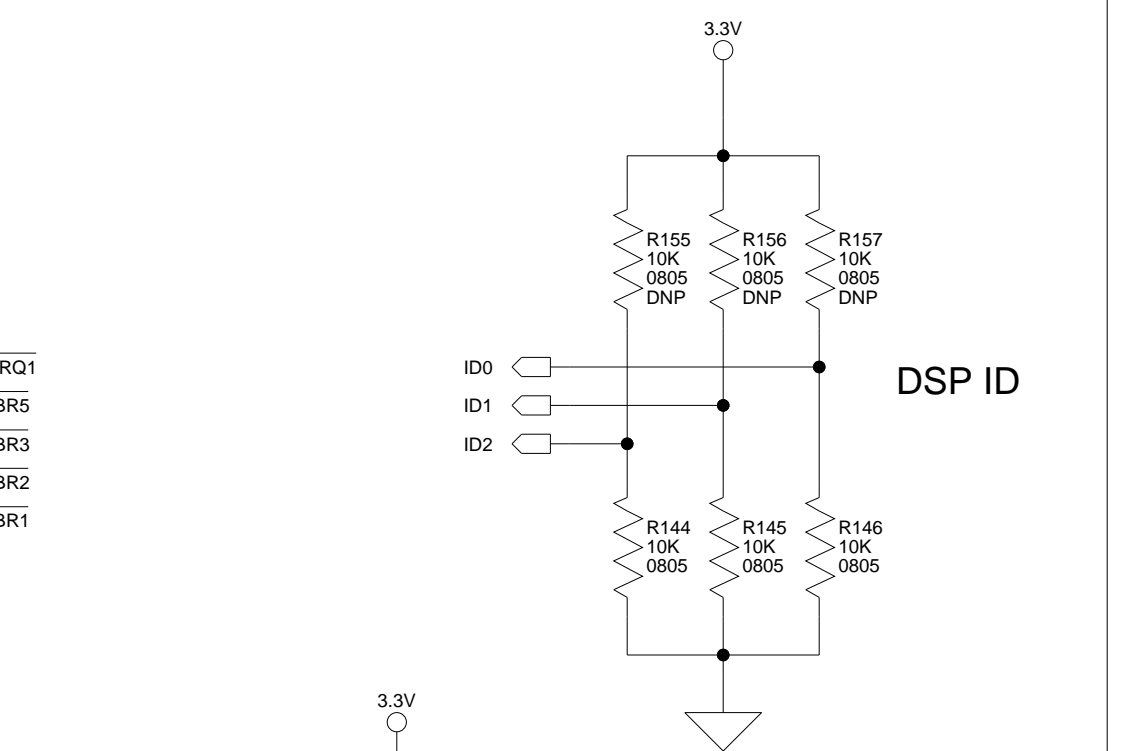 3.3V
R155
10K
0805
DNP
R156
10K
0805
DNP
R157
10K
0805
DNP
RQ1
ID0
DSP ID
BR5
ID1
BR3
ID2
BR2
BR1
R144
10K
0805
R145
10K
0805
R146
10K
0805
3.3V